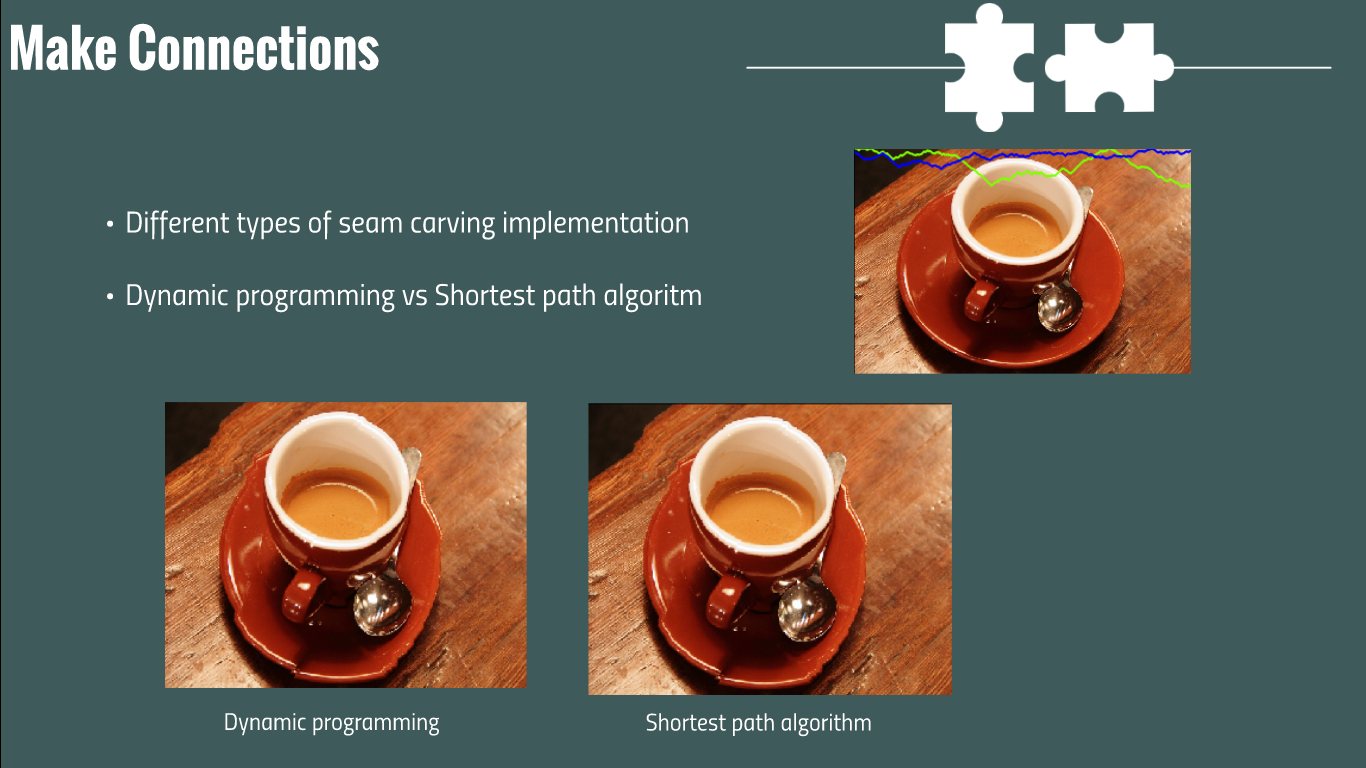 Make Connections
• Different types of seam carving implementation
• Dynamic programming vs Shortest path algoritm
Dynamic programming
Shortest path algorithm